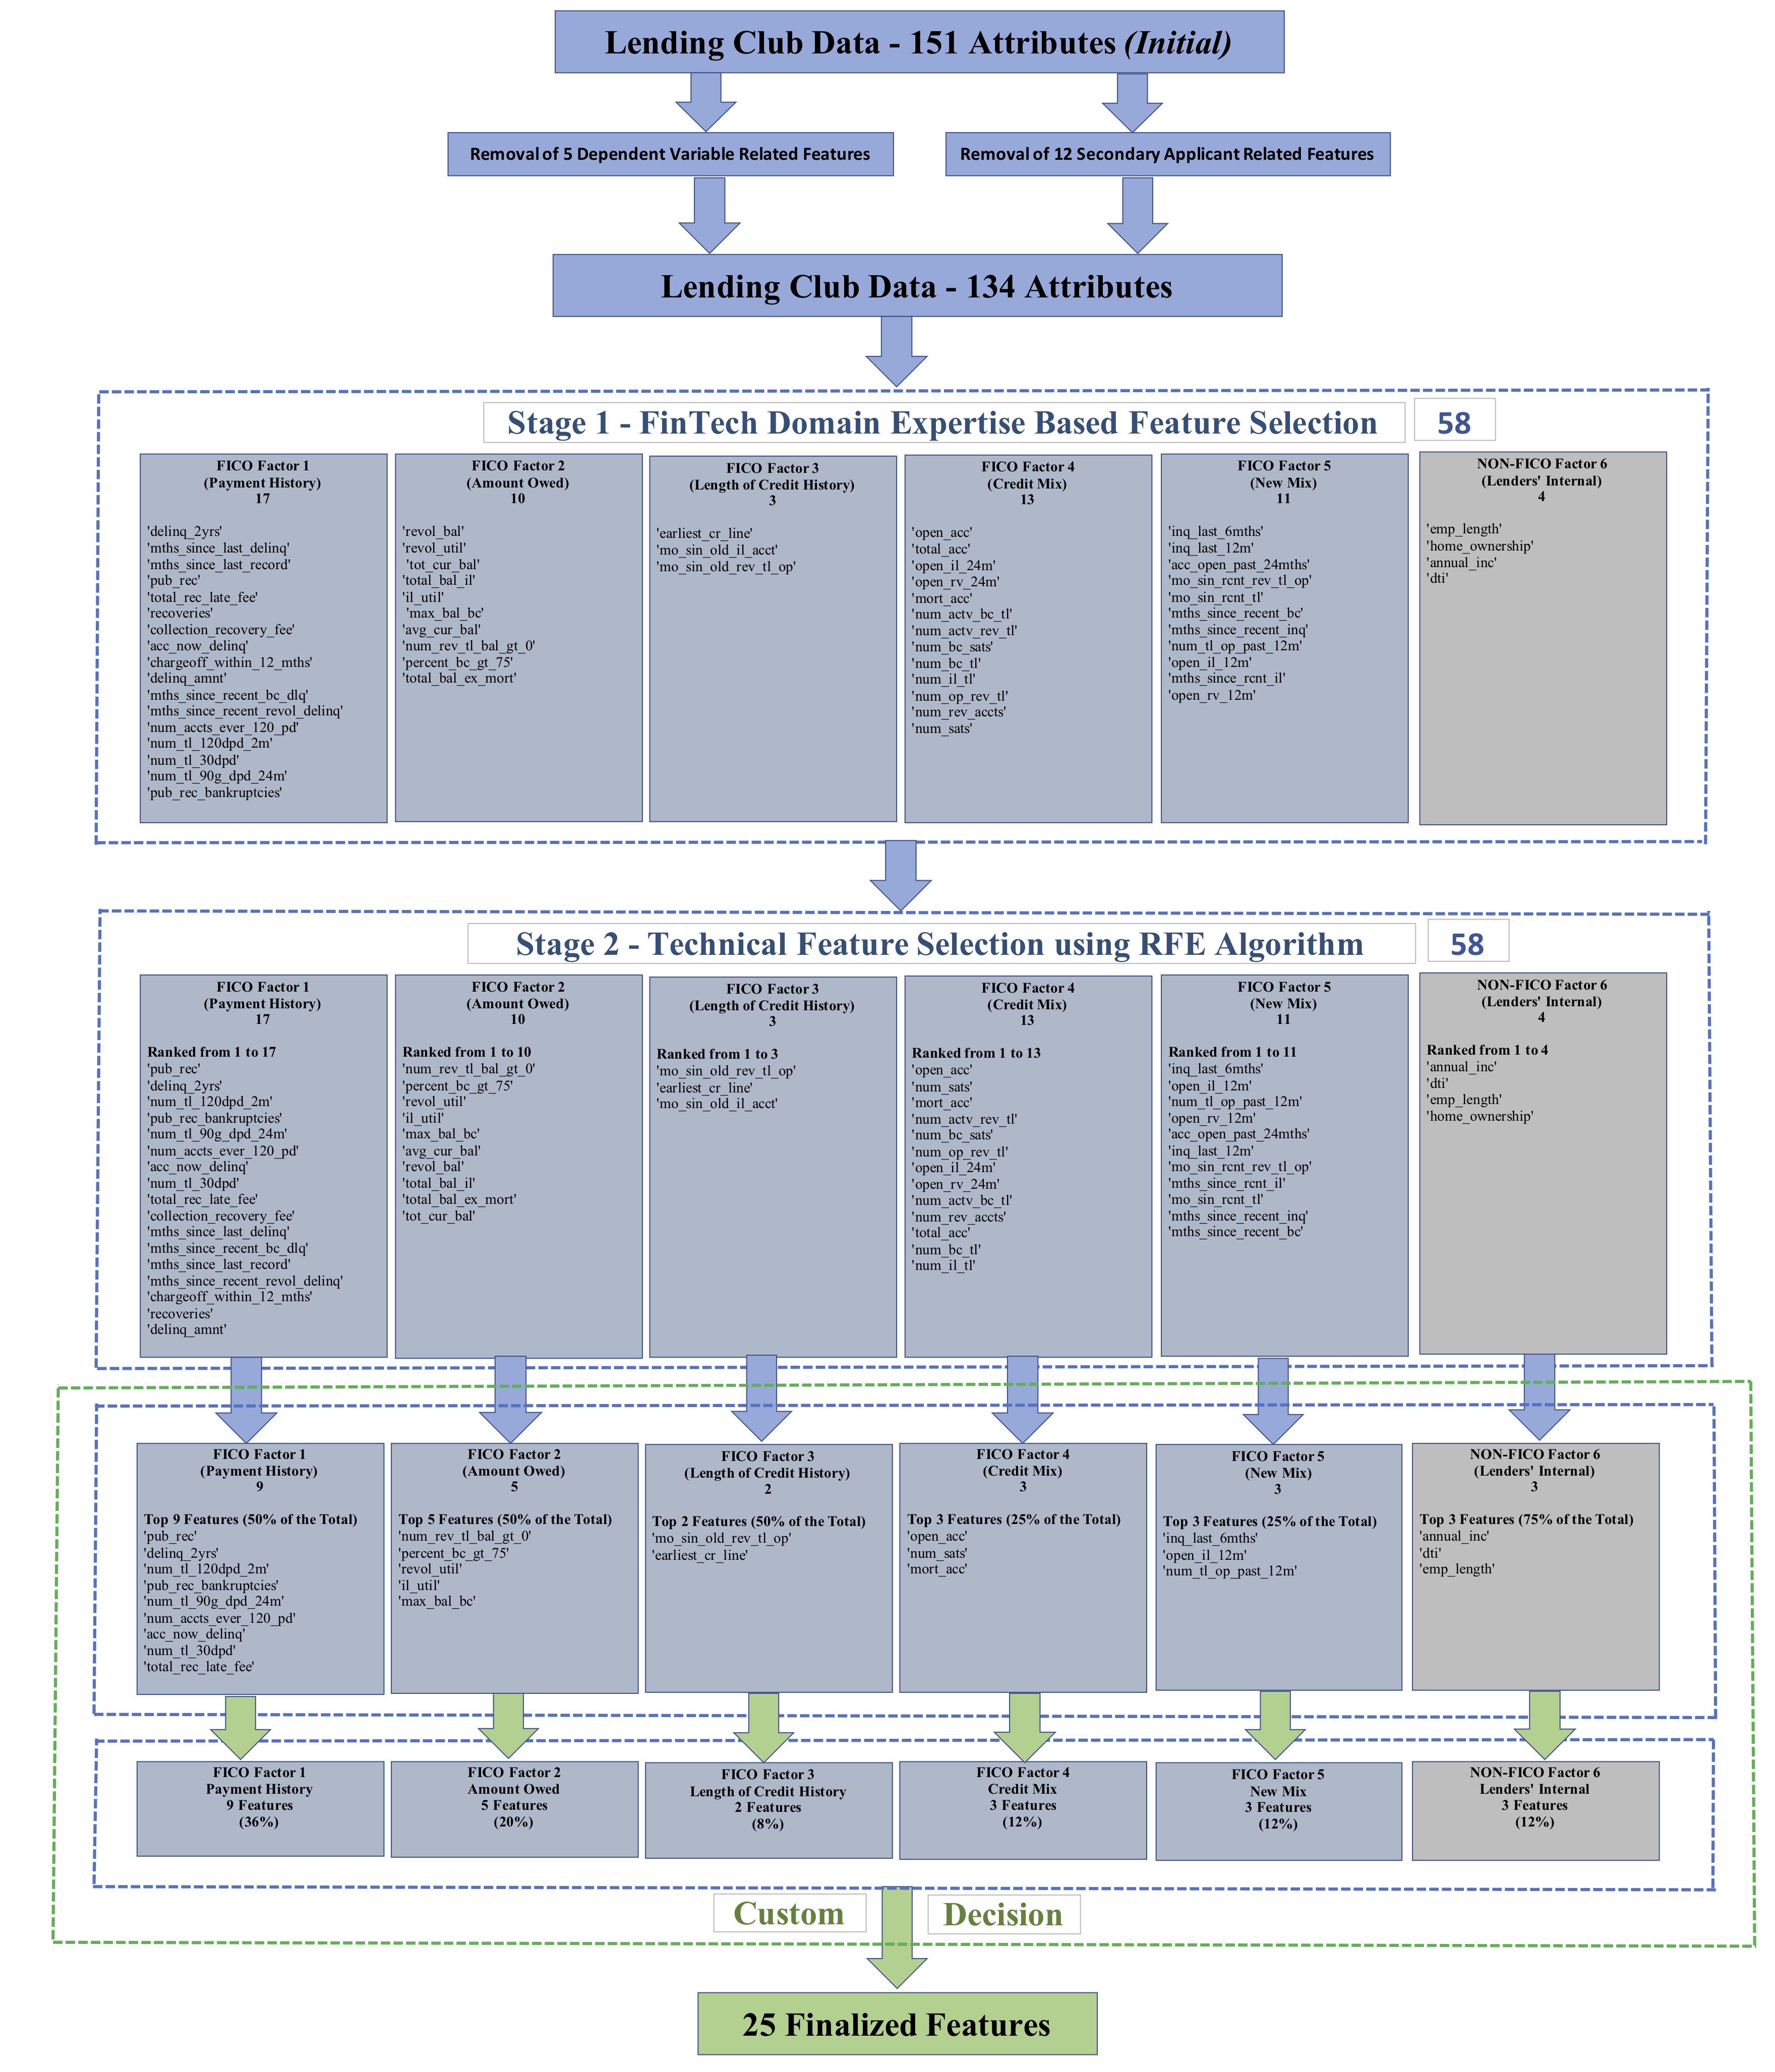 Lending Club Data - 151 Attributes (Initial)
Removal of 5 Dependent Variable Related Features
Removal of 12 Secondary Applicant Related Features
Lending Club Data - 134 Attributes
Stage 1 - FinTech Domain Expertise Based Feature Selection
58
FICO Factor 1
(Payment History)
17
'delinq_2yrs'
'mths_since_last_delinq'
'mths_since_last_record'
'pub_rec'
'total_rec_late_fee'
'recoveries'
'collection_recovery_fee'
'acc_now_delinq'
'chargeoff_within_12_mths'
'delinq_amnt'
'mths_since_recent_bc_dlq'
'mths_since_recent_revol_delinq'
'num_accts_ever_120_pd'
'num_tl_120dpd_2m'
'num_tl_30dpd'
'num_tl_90g_dpd_24m'
'pub_rec_bankruptcies'
FICO Factor 2
(Amount Owed)
10
'revol_bal'
'revol_util'
'tot_cur_bal'
'total_bal_il'
'il_util'
'max_bal_bc'
'avg_cur_bal'
'num_rev_tl_bal_gt_0'
'percent_bc_gt_75'
'total_bal_ex_mort'
FICO Factor 3
(Length of Credit History)
3
'earliest_cr_line'
'mo_sin_old_il_acct'
'mo_sin_old_rev_tl_op'
FICO Factor 4
(Credit Mix)
13
'open_acc'
'total_acc'
'open_il_24m'
'open_rv_24m'
'mort_acc'
'num_actv_bc_tl'
'num_actv_rev_tl'
'num_bc_sats'
'num_bc_tl'
'num_il_tl'
'num_op_rev_tl'
'num_rev_accts'
'num_sats'
FICO Factor 5
(New Mix)
11
'inq_last_6mths'
'inq_last_12m'
'acc_open_past_24mths'
'mo_sin_rcnt_rev_tl_op'
'mo_sin_rcnt_tl'
'mths_since_recent_bc'
'mths_since_recent_inq'
'num_tl_op_past_12m'
'open_il_12m'
'mths_since_rcnt_il'
'open_rv_12m'
NON-FICO Factor 6
(Lenders' Internal)
4
'emp_length'
'home_ownership'
'annual_inc'
'dti'
Stage 2 - Technical Feature Selection using RFE Algorithm
58
FICO Factor 1
(Payment History)
17
Ranked from 1 to 17
'pub_rec'
'delinq_2yrs'
'num_tl_120dpd_2m'
'pub_rec_bankruptcies'
'num_tl_90g_dpd_24m'
'num_accts_ever_120_pd'
'acc_now_delinq'
'num_tl_30dpd'
'total_rec_late_fee'
'collection_recovery_fee'
'mths_since_last_delinq'
'mths_since_recent_bc_dlq'
'mths_since_last_record'
'mths_since_recent_revol_delinq'
'chargeoff_within_12_mths'
'recoveries'
'delinq_amnt'
FICO Factor 2
(Amount Owed)
10
Ranked from 1 to 10
'num_rev_tl_bal_gt_0'
'percent_bc_gt_75'
'revol_util'
'il_util'
'max_bal_bc'
'avg_cur_bal'
'revol_bal'
'total_bal_il'
'total_bal_ex_mort'
'tot_cur_bal'
FICO Factor 3
(Length of Credit History)
3
Ranked from 1 to 3
'mo_sin_old_rev_tl_op'
'earliest_cr_line'
'mo_sin_old_il_acct'
FICO Factor 4
(Credit Mix)
13
Ranked from 1 to 13
'open_acc'
'num_sats'
'mort_acc'
'num_actv_rev_tl'
'num_bc_sats'
'num_op_rev_tl'
'open_il_24m'
'open_rv_24m'
'num_actv_bc_tl'
'num_rev_accts'
'total_acc'
'num_bc_tl'
'num_il_tl'
FICO Factor 5
(New Mix)
11
Ranked from 1 to 11
'inq_last_6mths'
'open_il_12m'
'num_tl_op_past_12m'
'open_rv_12m'
'acc_open_past_24mths'
'inq_last_12m'
'mo_sin_rcnt_rev_tl_op'
'mths_since_rcnt_il'
'mo_sin_rcnt_tl'
'mths_since_recent_inq'
'mths_since_recent_bc'
NON-FICO Factor 6
(Lenders' Internal)
4
Ranked from 1 to 4
'annual_inc'
'dti'
'emp_length'
'home_ownership'
FICO Factor 1
(Payment History)
9
Top 9 Features (50% of the Total)
'pub_rec'
'delinq_2yrs'
'num_tl_120dpd_2m'
'pub_rec_bankruptcies'
'num_tl_90g_dpd_24m'
'num_accts_ever_120_pd'
'acc_now_delinq'
'num_tl_30dpd'
'total_rec_late_fee'
FICO Factor 2
(Amount Owed)
5
Top 5 Features (50% of the Total)
'num_rev_tl_bal_gt_0'
'percent_bc_gt_75'
'revol_util'
'il_util'
'max_bal_bc'
FICO Factor 3
(Length of Credit History)
2
Top 2 Features (50% of the Total)
'mo_sin_old_rev_tl_op'
'earliest_cr_line'
FICO Factor 4
(Credit Mix)
3
Top 3 Features (25% of the Total)
'open_acc'
'num_sats'
'mort_acc'
FICO Factor 5
(New Mix)
3
Top 3 Features (25% of the Total)
'inq_last_6mths'
'open_il_12m'
'num_tl_op_past_12m'
NON-FICO Factor 6
(Lenders' Internal)
3
Top 3 Features (75% of the Total)
'annual_inc'
'dti'
'emp_length'
FICO Factor 1
Payment History
9 Features
(36%)
FICO Factor 2
Amount Owed
5 Features
(20%)
FICO Factor 3
Length of Credit History
2 Features
(8%)
FICO Factor 4
Credit Mix
3 Features
(12%)
FICO Factor 5
New Mix
3 Features
(12%)
NON-FICO Factor 6
Lenders' Internal
3 Features
(12%)
Custom
Decision
25 Finalized Features